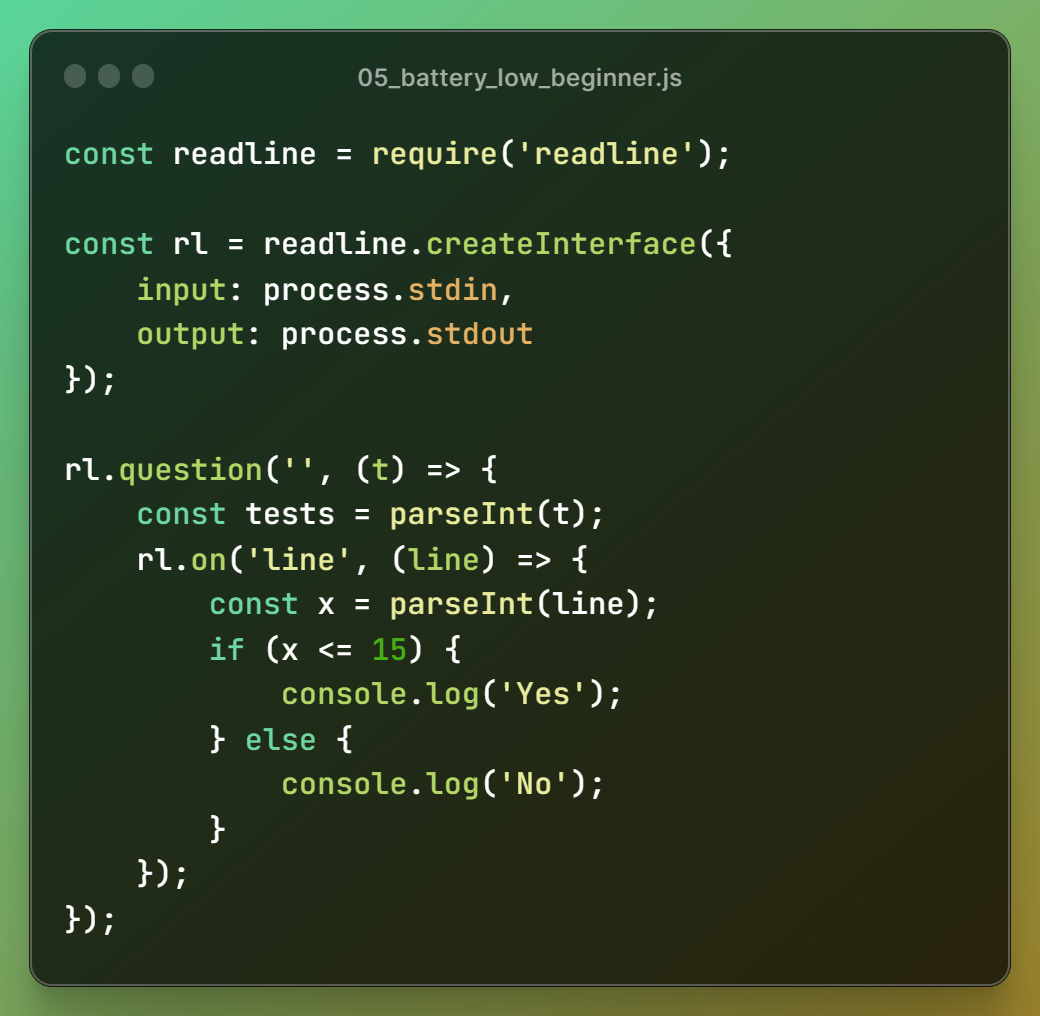 05_battery_low_beginner.js
const readline = require('readline');

const rl = readline.createInterface({
    input: process.stdin,
    output: process.stdout
});

rl.question('', (t) => {
    const tests = parseInt(t);
    rl.on('line', (line) => {
        const x = parseInt(line);
        if (x <= 15) {
            console.log('Yes');
        } else {
            console.log('No');
        }
    });
});